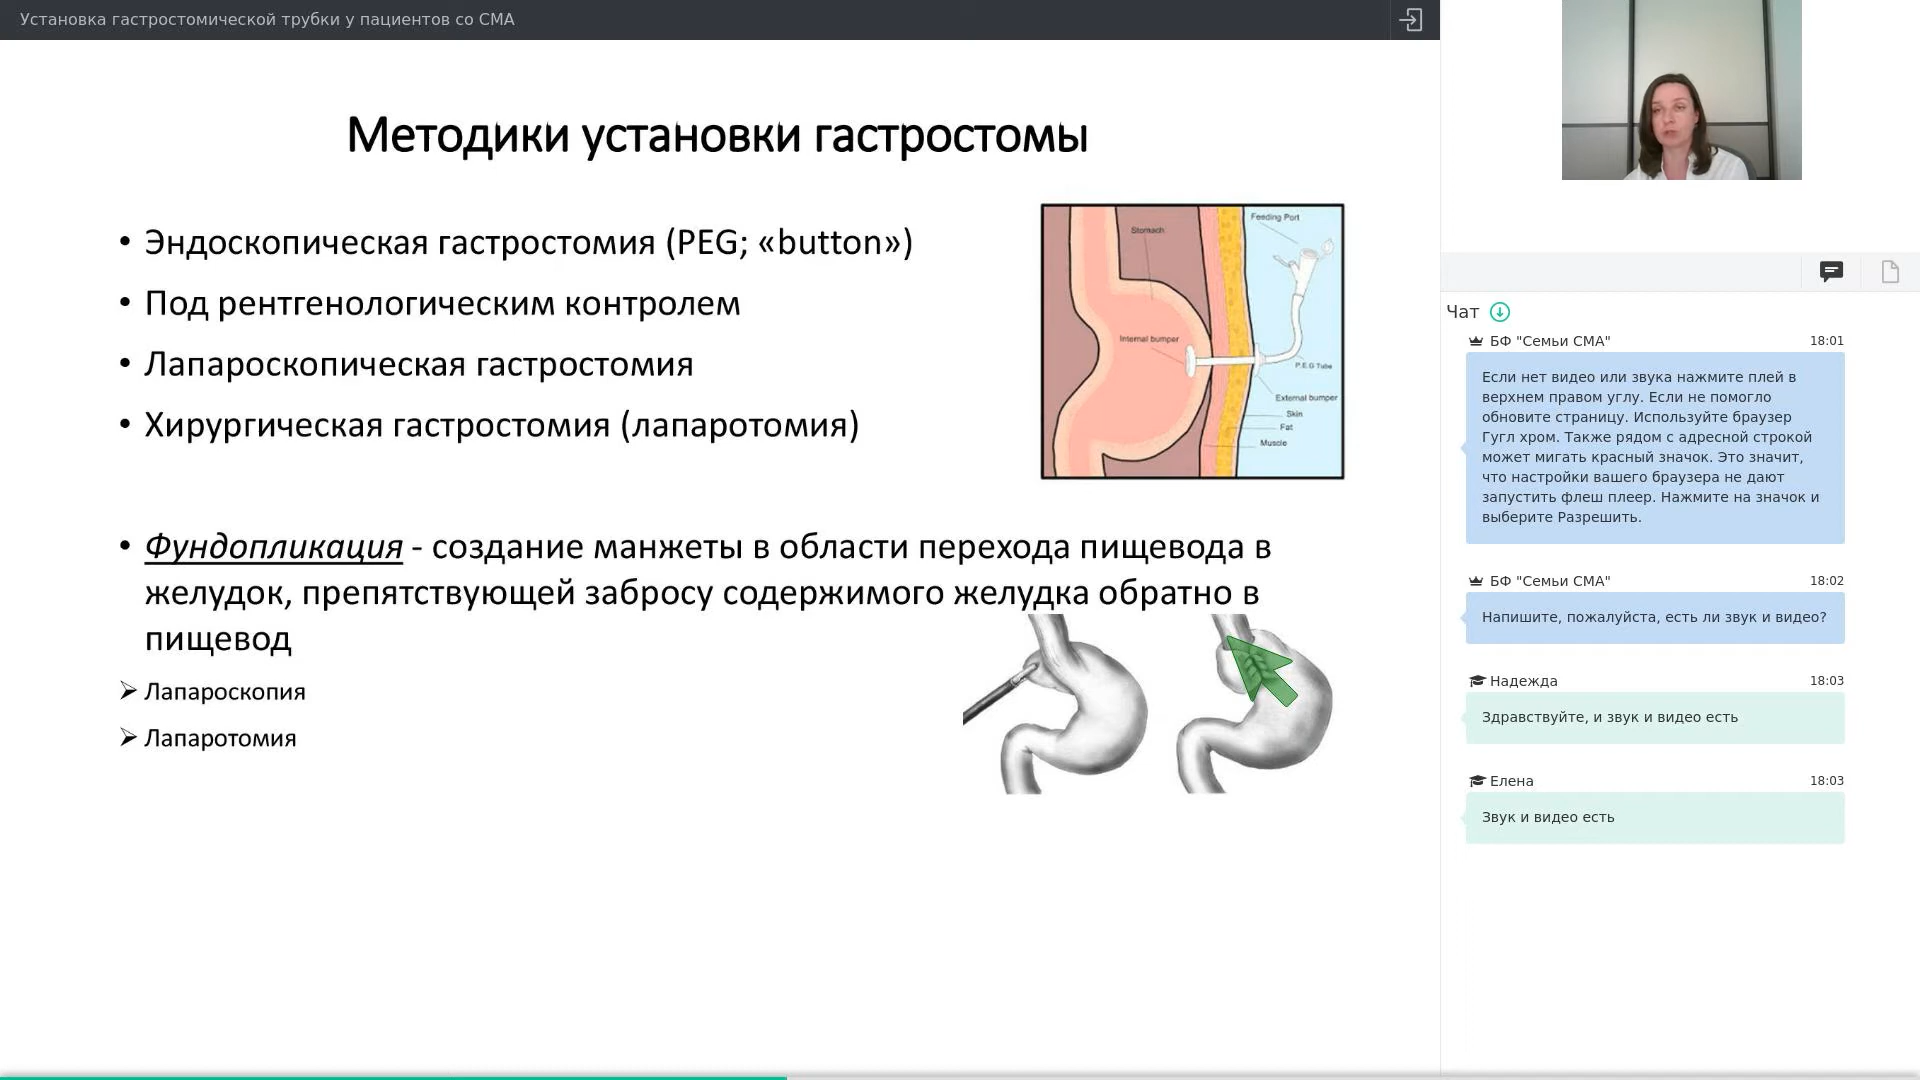 Установка гастростомической трубки у пациентов со СМА
Методики установки гастростомы
• Эндоскопическая гастростомия (PEG; «button»)
• Под рентгенологическим контролем
• Лапароскопическая гастростомия
• Хирургическая гастростомия (лапаротомия)
Feeding Port
Stomach
Internal bumper
P.E.G Tube
External bumper
Skin
Fat
Muscle
• Фундопликация - создание манжеты в области перехода пищевода в
желудок, препятствующей забросу содержимого желудка обратно в
пищевод
➢ Лапароскопия
➢ Лапаротомия
Чат
БФ "Семьи СМА" 18:01
Если нет видео или звука нажмите плей в
верхнем правом углу. Если не помогло
обновите страницу. Используйте браузер
Гугл хром. Также рядом с адресной строкой
может мигать красный значок. Это значит,
что настройки вашего браузера не дают
запустить флеш плеер. Нажмите на значок и
выберите Разрешить.
БФ "Семьи СМА" 18:02
Напишите, пожалуйста, есть ли звук и видео?
Надежда 18:03
Здравствуйте, и звук и видео есть
Елена 18:03
Звук и видео есть